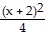 (x + 2)²
4